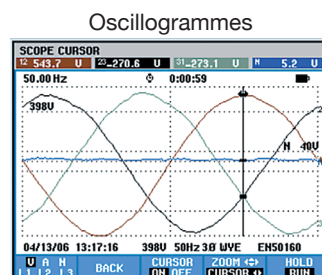 Oscillogrammes
SCOPE CURSOR
12 543.7 U 23-270.6 U 31-273.1 U N 5.2 U
50.00 Hz 0:00:59
398V
N 40V
04/13/06 13:17:16 398V 50Hz 3Ø WYE EN50160
U A N BACK CURSOR ZOOM HOLD
L1 L2 L3 N ON OFF CURSOR RUN